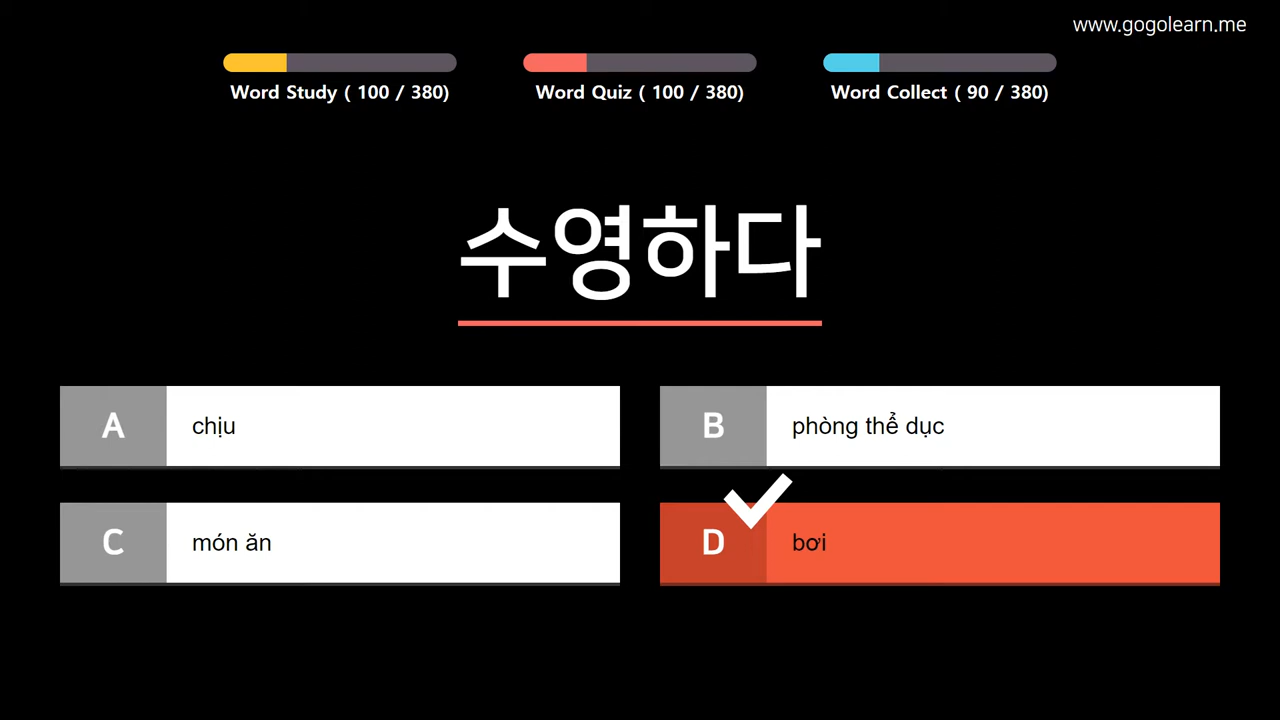 www.gogolearn.me
Word Study ( 100 / 380)
Word Quiz ( 100 / 380)
Word Collect ( 90 / 380)
수영하다
A chịu
B phòng thể dục
C món ăn
D bơi